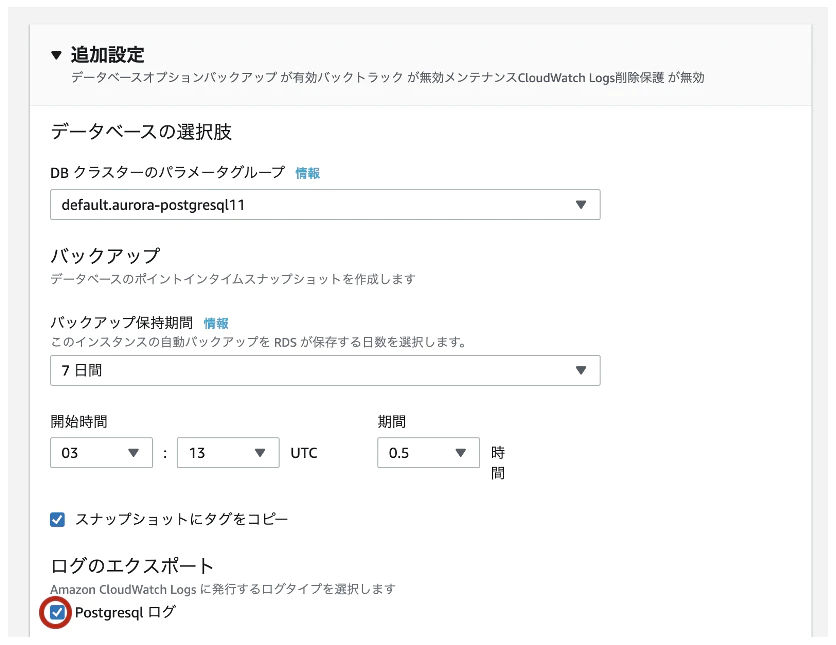 ▼ 追加設定
データベースオプションバックアップ が有効バックトラック が無効メンテナンスCloudWatch Logs削除保護 が無効
データベースの選択肢
DB クラスターのパラメータグループ 情報
default.aurora-postgresql11
バックアップ
データベースのポイントインタイムスナップショットを作成します
バックアップ保持期間 情報
このインスタンスの自動バックアップを RDS が保存する日数を選択します。
7 日間
開始時間 期間
03 : 13 UTC 0.5 時
間
スナップショットにタグをコピー
ログのエクスポート
Amazon CloudWatch Logs に発行するログタイプを選択します
Postgresql ログ